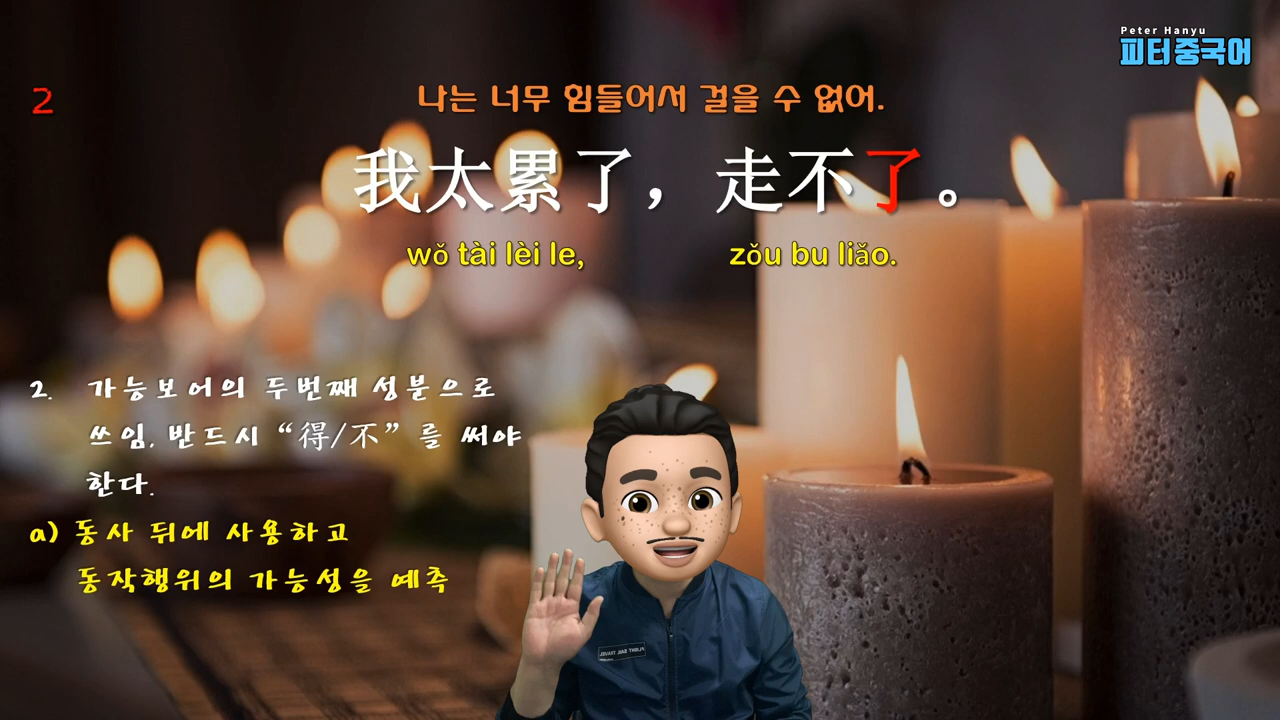 Peter Hanyu
피터 중국어
2
나는 너무 힘들어서 걸을 수 없어.
我太累了，走不了。
wǒ tài lèi le, zǒu bu liǎo.
2. 가능보어의 두번째 성분으로
쓰임. 반드시 “得/不” 를 써야
한다.
a) 동사 뒤에 사용하고
동작행위의 가능성을 예측